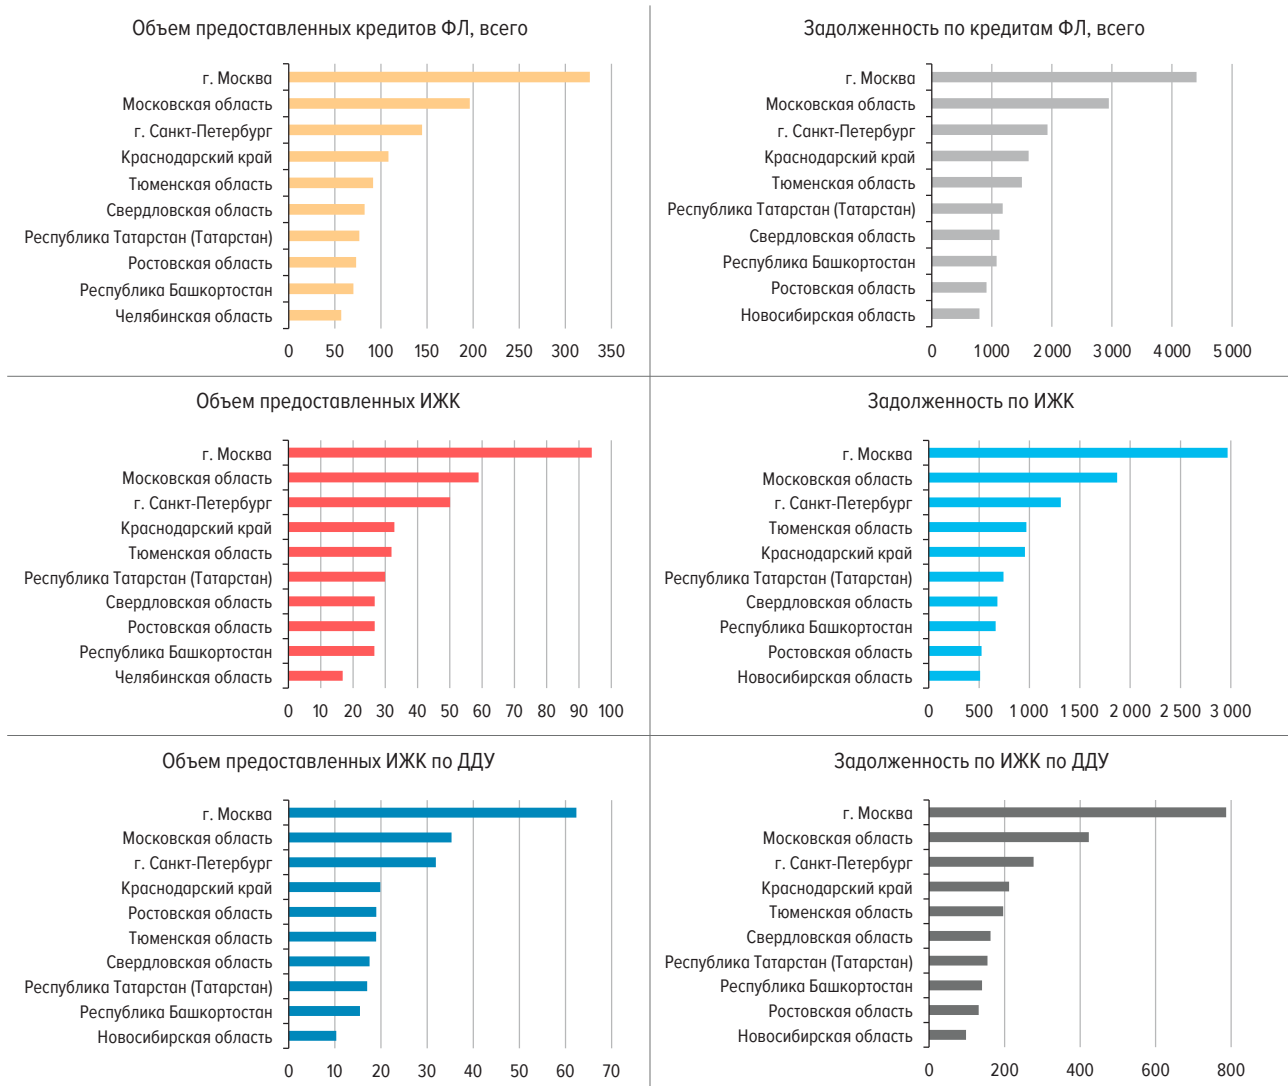 Объем предоставленных кредитов ФЛ, всего
г. Москва
Московская область
г. Санкт-Петербург
Краснодарский край
Тюменская область
Свердловская область
Республика Татарстан (Татарстан)
Ростовская область
Республика Башкортостан
Челябинская область
0 50 100 150 200 250 300 350
Задолженность по кредитам ФЛ, всего
г. Москва
Московская область
г. Санкт-Петербург
Краснодарский край
Тюменская область
Республика Татарстан (Татарстан)
Свердловская область
Республика Башкортостан
Ростовская область
Новосибирская область
0 1 000 2 000 3 000 4 000 5 000
Объем предоставленных ИЖК
г. Москва
Московская область
г. Санкт-Петербург
Краснодарский край
Тюменская область
Республика Татарстан (Татарстан)
Свердловская область
Ростовская область
Республика Башкортостан
Челябинская область
0 10 20 30 40 50 60 70 80 90 100
Задолженность по ИЖК
г. Москва
Московская область
г. Санкт-Петербург
Тюменская область
Краснодарский край
Республика Татарстан (Татарстан)
Свердловская область
Республика Башкортостан
Ростовская область
Новосибирская область
0 500 1 000 1 500 2 000 2 500 3 000
Объем предоставленных ИЖК по ДДУ
г. Москва
Московская область
г. Санкт-Петербург
Краснодарский край
Ростовская область
Тюменская область
Свердловская область
Республика Татарстан (Татарстан)
Республика Башкортостан
Новосибирская область
0 10 20 30 40 50 60 70
Задолженность по ИЖК по ДДУ
г. Москва
Московская область
г. Санкт-Петербург
Краснодарский край
Тюменская область
Свердловская область
Республика Татарстан (Татарстан)
Республика Башкортостан
Ростовская область
Новосибирская область
0 200 400 600 800